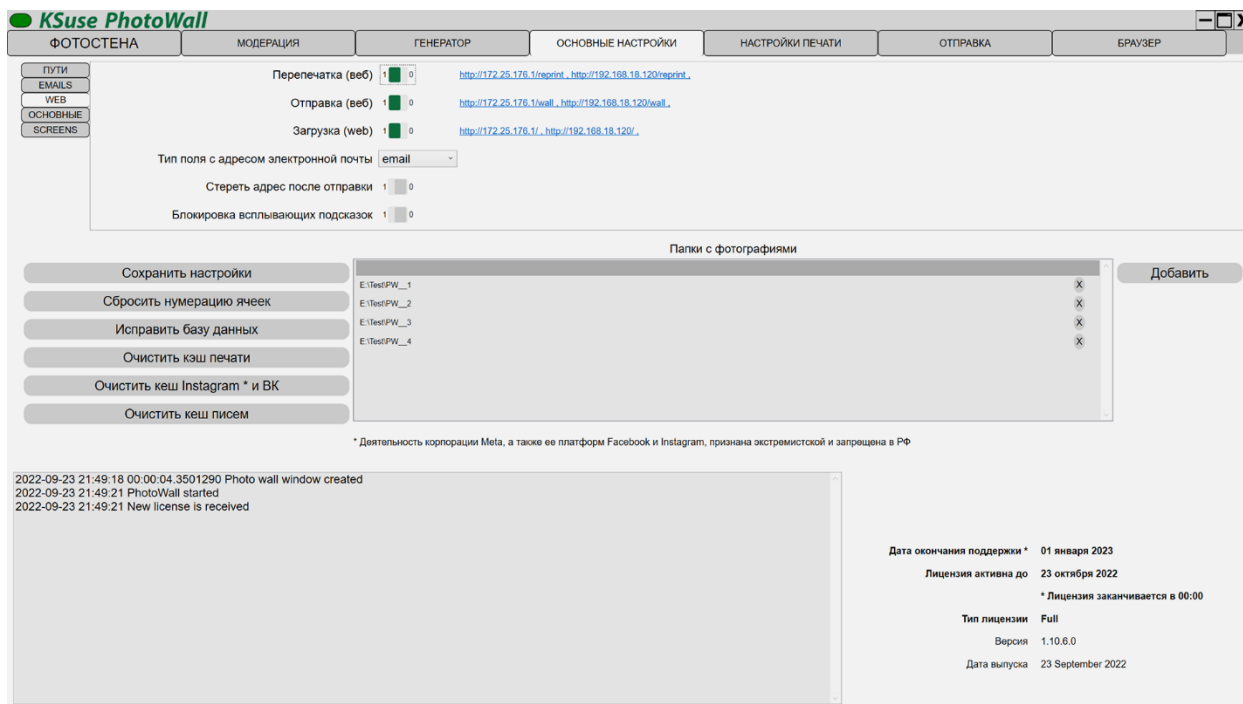 KSuse PhotoWall
ФОТОСТЕНА МОДЕРАЦИЯ ГЕНЕРАТОР ОСНОВНЫЕ НАСТРОЙКИ НАСТРОЙКИ ПЕЧАТИ ОТПРАВКА БРАУЗЕР
ПУТИ
EMAILS
WEB
ОСНОВНЫЕ
SCREENS
Перепечатка (веб) 1 0 http://172.25.176.1/reprint , http://192.168.18.120/reprint ,
Отправка (веб) 1 0 http://172.25.176.1/wall , http://192.168.18.120/wall ,
Загрузка (web) 1 0 http://172.25.176.1/ , http://192.168.18.120/ ,
Тип поля с адресом электронной почты email
Стереть адрес после отправки 1 0
Блокировка всплывающих подсказок 1 0
Папки с фотографиями
Сохранить настройки
Сбросить нумерацию ячеек
Исправить базу данных
Очистить кэш печати
Очистить кеш Instagram * и ВК
Очистить кеш писем
E:\Test\PW__1 X
E:\Test\PW__2 X
E:\Test\PW__3 X
E:\Test\PW__4 X
Добавить
* Деятельность корпорации Meta, а также ее платформ Facebook и Instagram, признана экстремистской и запрещена в РФ
2022-09-23 21:49:18 00:00:04.3501290 Photo wall window created
2022-09-23 21:49:21 PhotoWall started
2022-09-23 21:49:21 New license is received
Дата окончания поддержки * 01 января 2023
Лицензия активна до 23 октября 2022
* Лицензия заканчивается в 00:00
Тип лицензии Full
Версия 1.10.6.0
Дата выпуска 23 September 2022